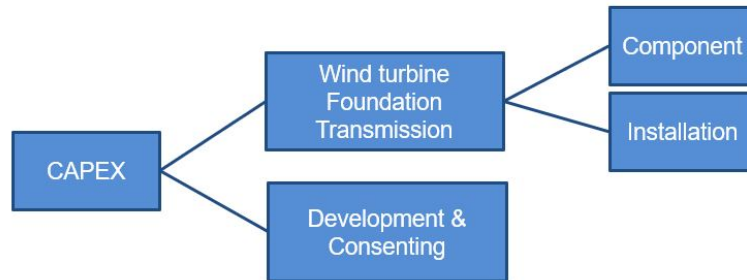 CAPEX
Wind turbine
Foundation
Transmission
Development &
Consenting
Component
Installation